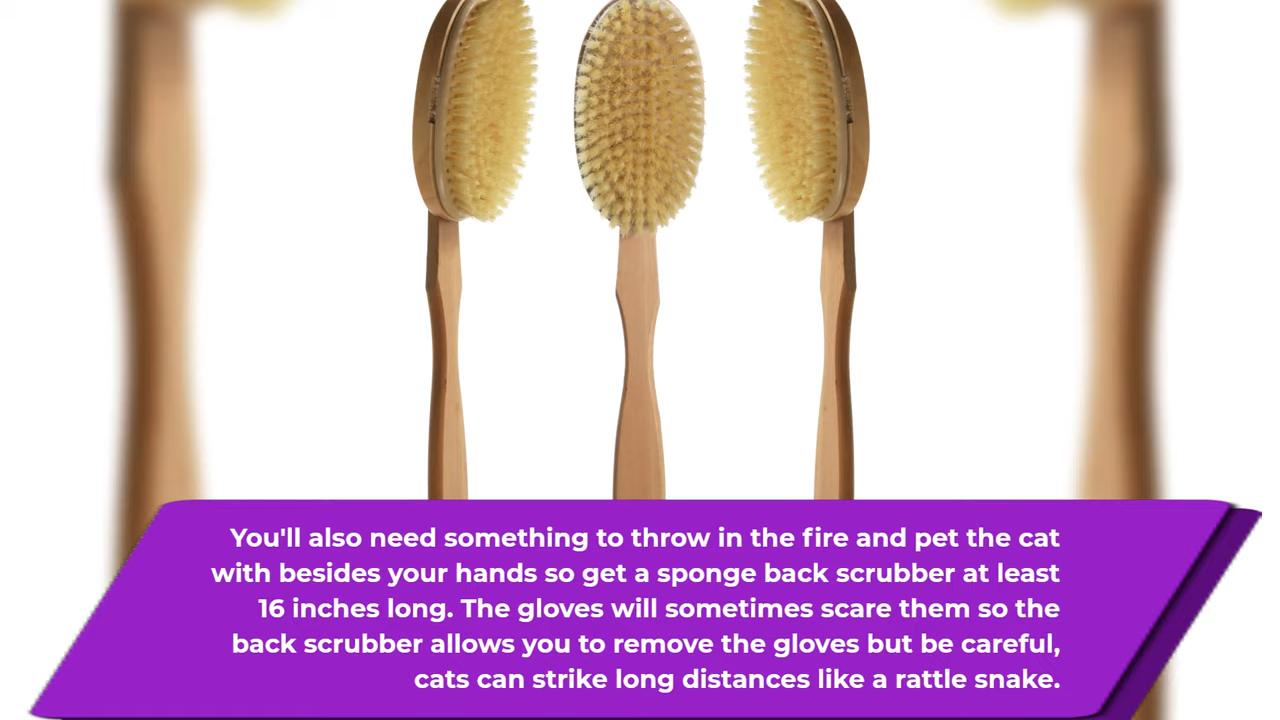 You'll also need something to throw in the fire and pet the cat
with besides your hands so get a sponge back scrubber at least
16 inches long. The gloves will sometimes scare them so the
back scrubber allows you to remove the gloves but be careful,
cats can strike long distances like a rattle snake.